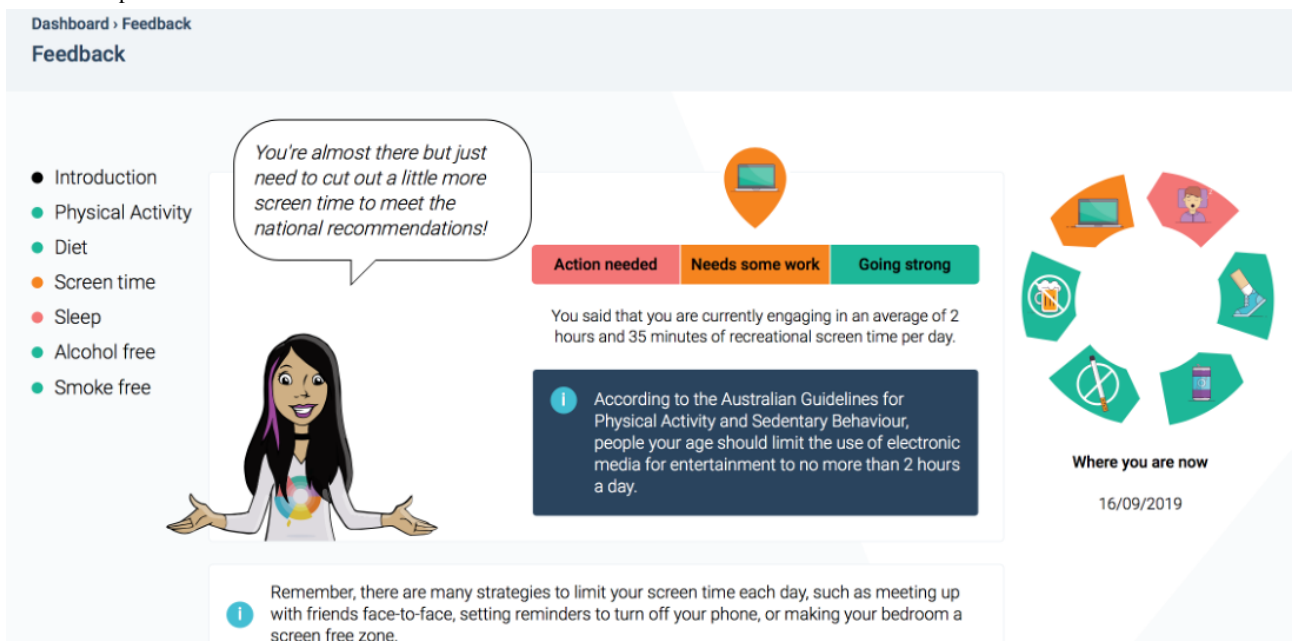 Dashboard › Feedback
Feedback
Introduction
Physical Activity
Diet
Screen time
Sleep
Alcohol free
Smoke free
You're almost there but just
need to cut out a little more
screen time to meet the
national recommendations!
Action needed
Needs some work
Going strong
You said that you are currently engaging in an average of 2
hours and 35 minutes of recreational screen time per day.
According to the Australian Guidelines for
Physical Activity and Sedentary Behaviour,
people your age should limit the use of electronic
media for entertainment to no more than 2 hours
a day.
Where you are now
16/09/2019
Remember, there are many strategies to limit your screen time each day, such as meeting up
with friends face-to-face, setting reminders to turn off your phone, or making your bedroom a
screen free zone.